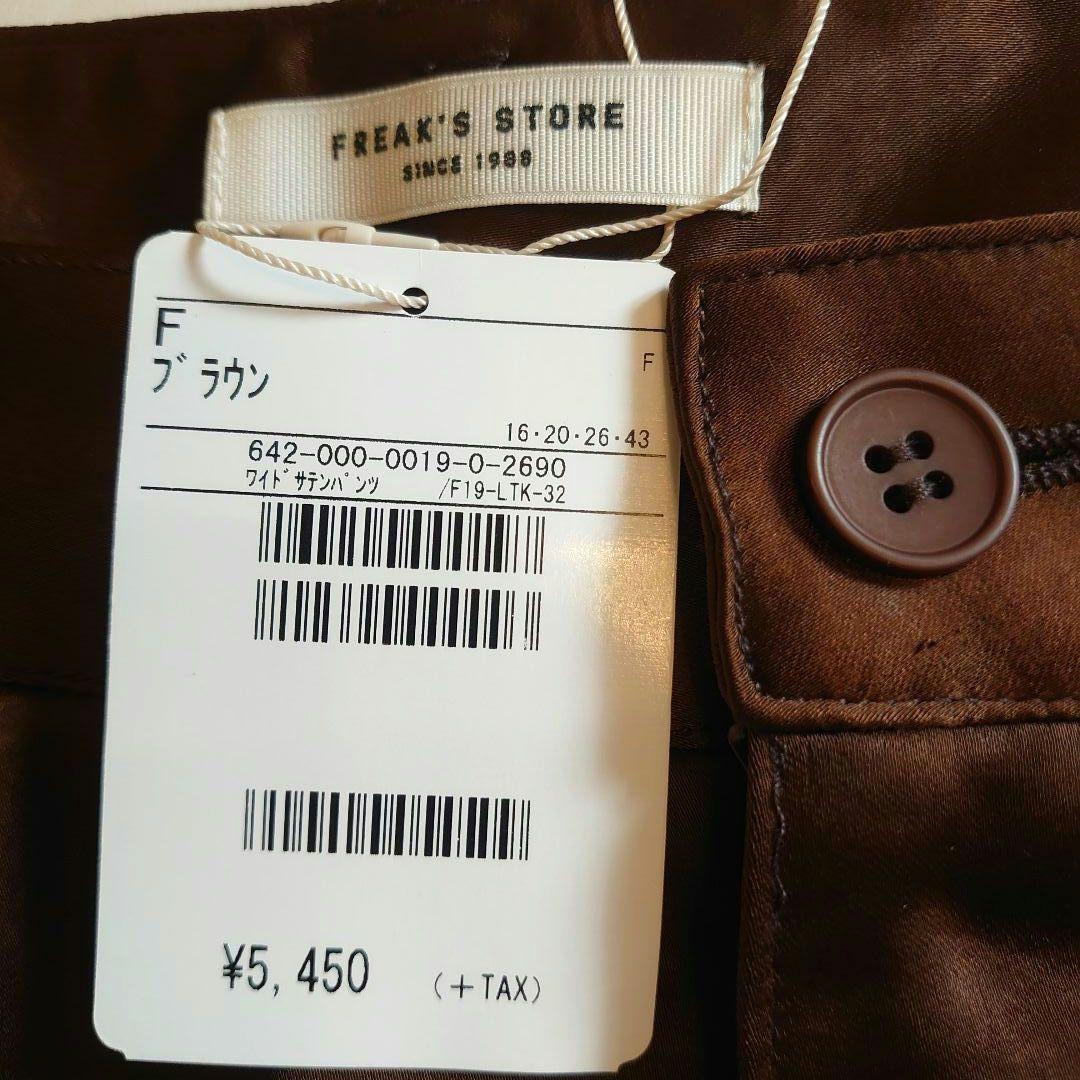 FREAK'S STORE
SINCE 1988
F
F
ﾌﾞﾗｳﾝ
16・20・26・43
642-000-0019-0-2690
ﾜｲﾄﾞｻﾃﾝﾊﾟﾝﾂ /F19-LTK-32
¥5,450 (+TAX)